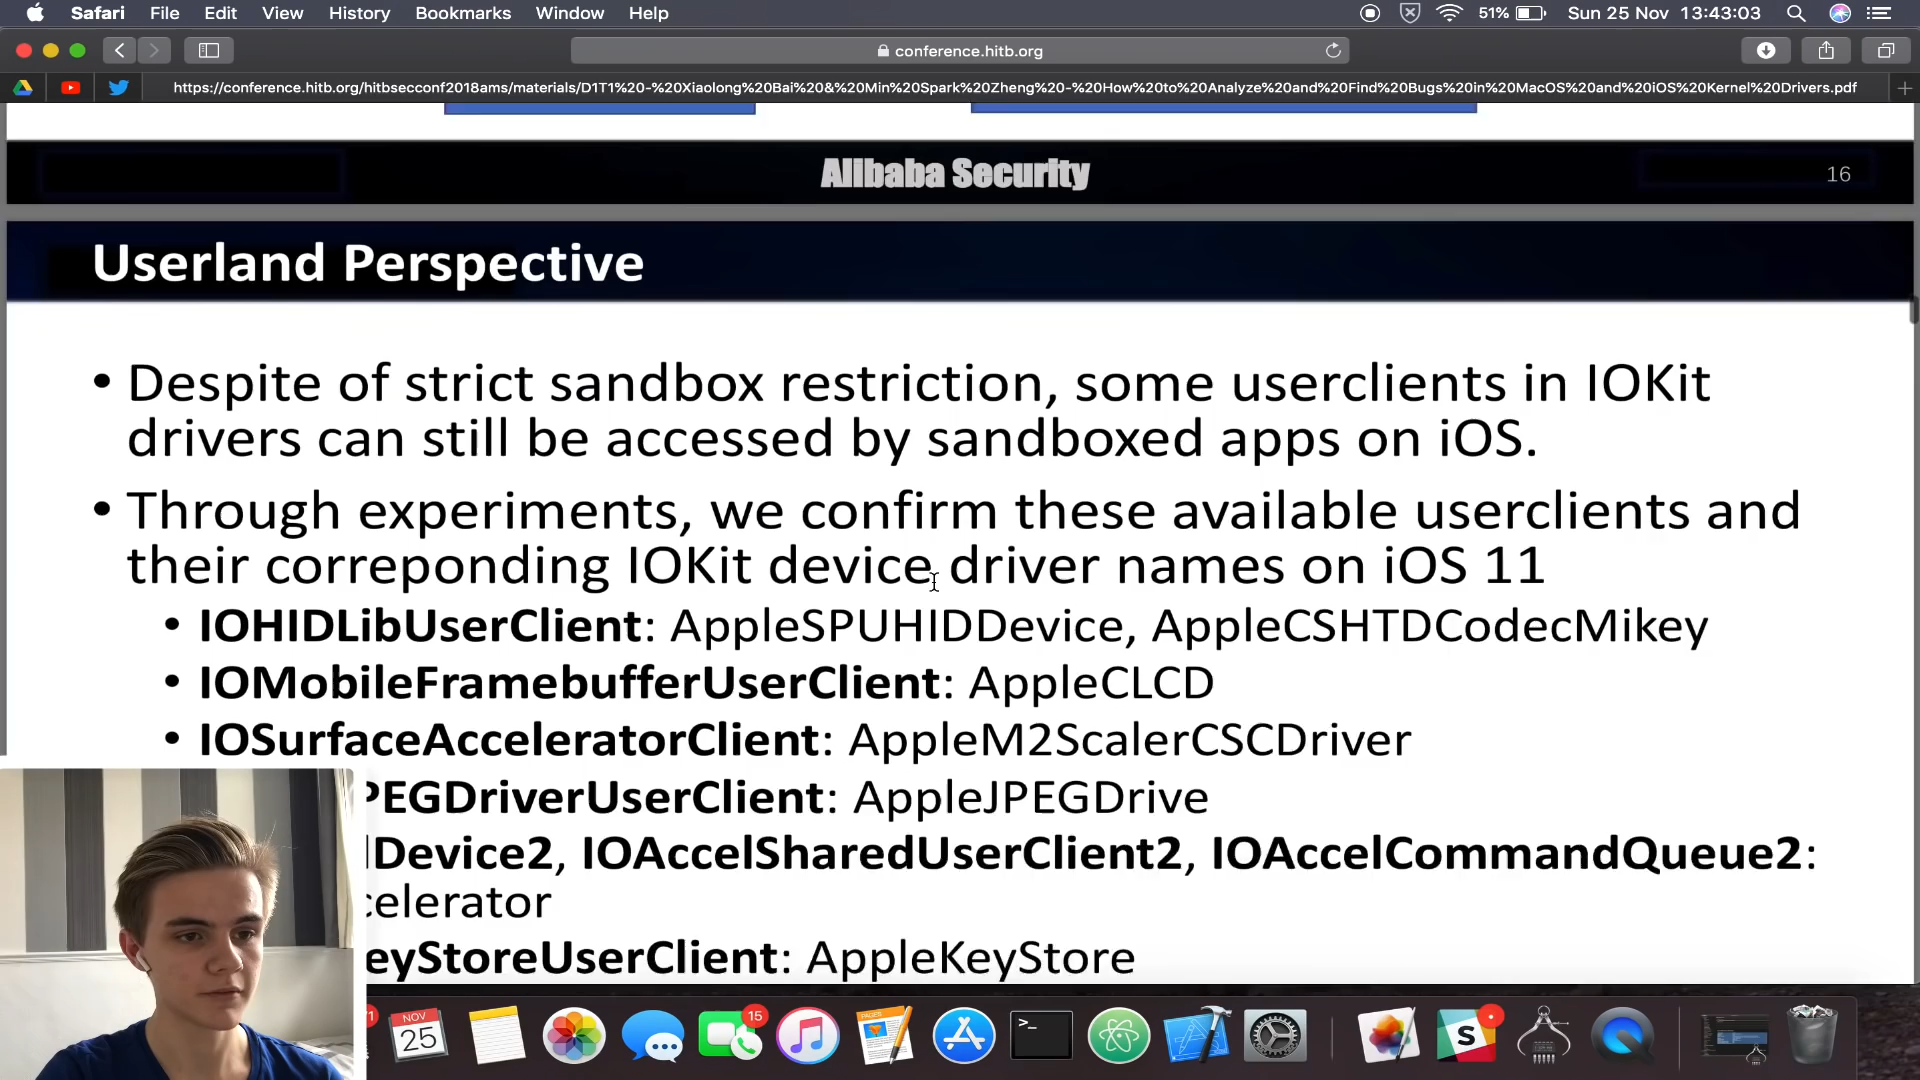 Safari File Edit View History Bookmarks Window Help 51% Sun 25 Nov 13:43:03
conference.hitb.org
https://conference.hitb.org/hitbsecconf2018ams/materials/D1T1%20-%20Xiaolong%20Bai%20&%20Min%20Spark%20Zheng%20-%20How%20to%20Analyze%20and%20Find%20Bugs%20in%20MacOS%20and%20iOS%20Kernel%20Drivers.pdf
Alibaba Security 16
Userland Perspective
• Despite of strict sandbox restriction, some userclients in IOKit
drivers can still be accessed by sandboxed apps on iOS.
• Through experiments, we confirm these available userclients and
their correponding IOKit device driver names on iOS 11
• IOHIDLibUserClient: AppleSPUHIDDevice, AppleCSHTDCodecMikey
• IOMobileFramebufferUserClient: AppleCLCD
• IOSurfaceAcceleratorClient: AppleM2ScalerCSCDriver
PEGDriverUserClient: AppleJPEGDrive
lDevice2, IOAccelSharedUserClient2, IOAccelCommandQueue2:
celerator
eyStoreUserClient: AppleKeyStore
NOV
25
15
PAGES
>_
S